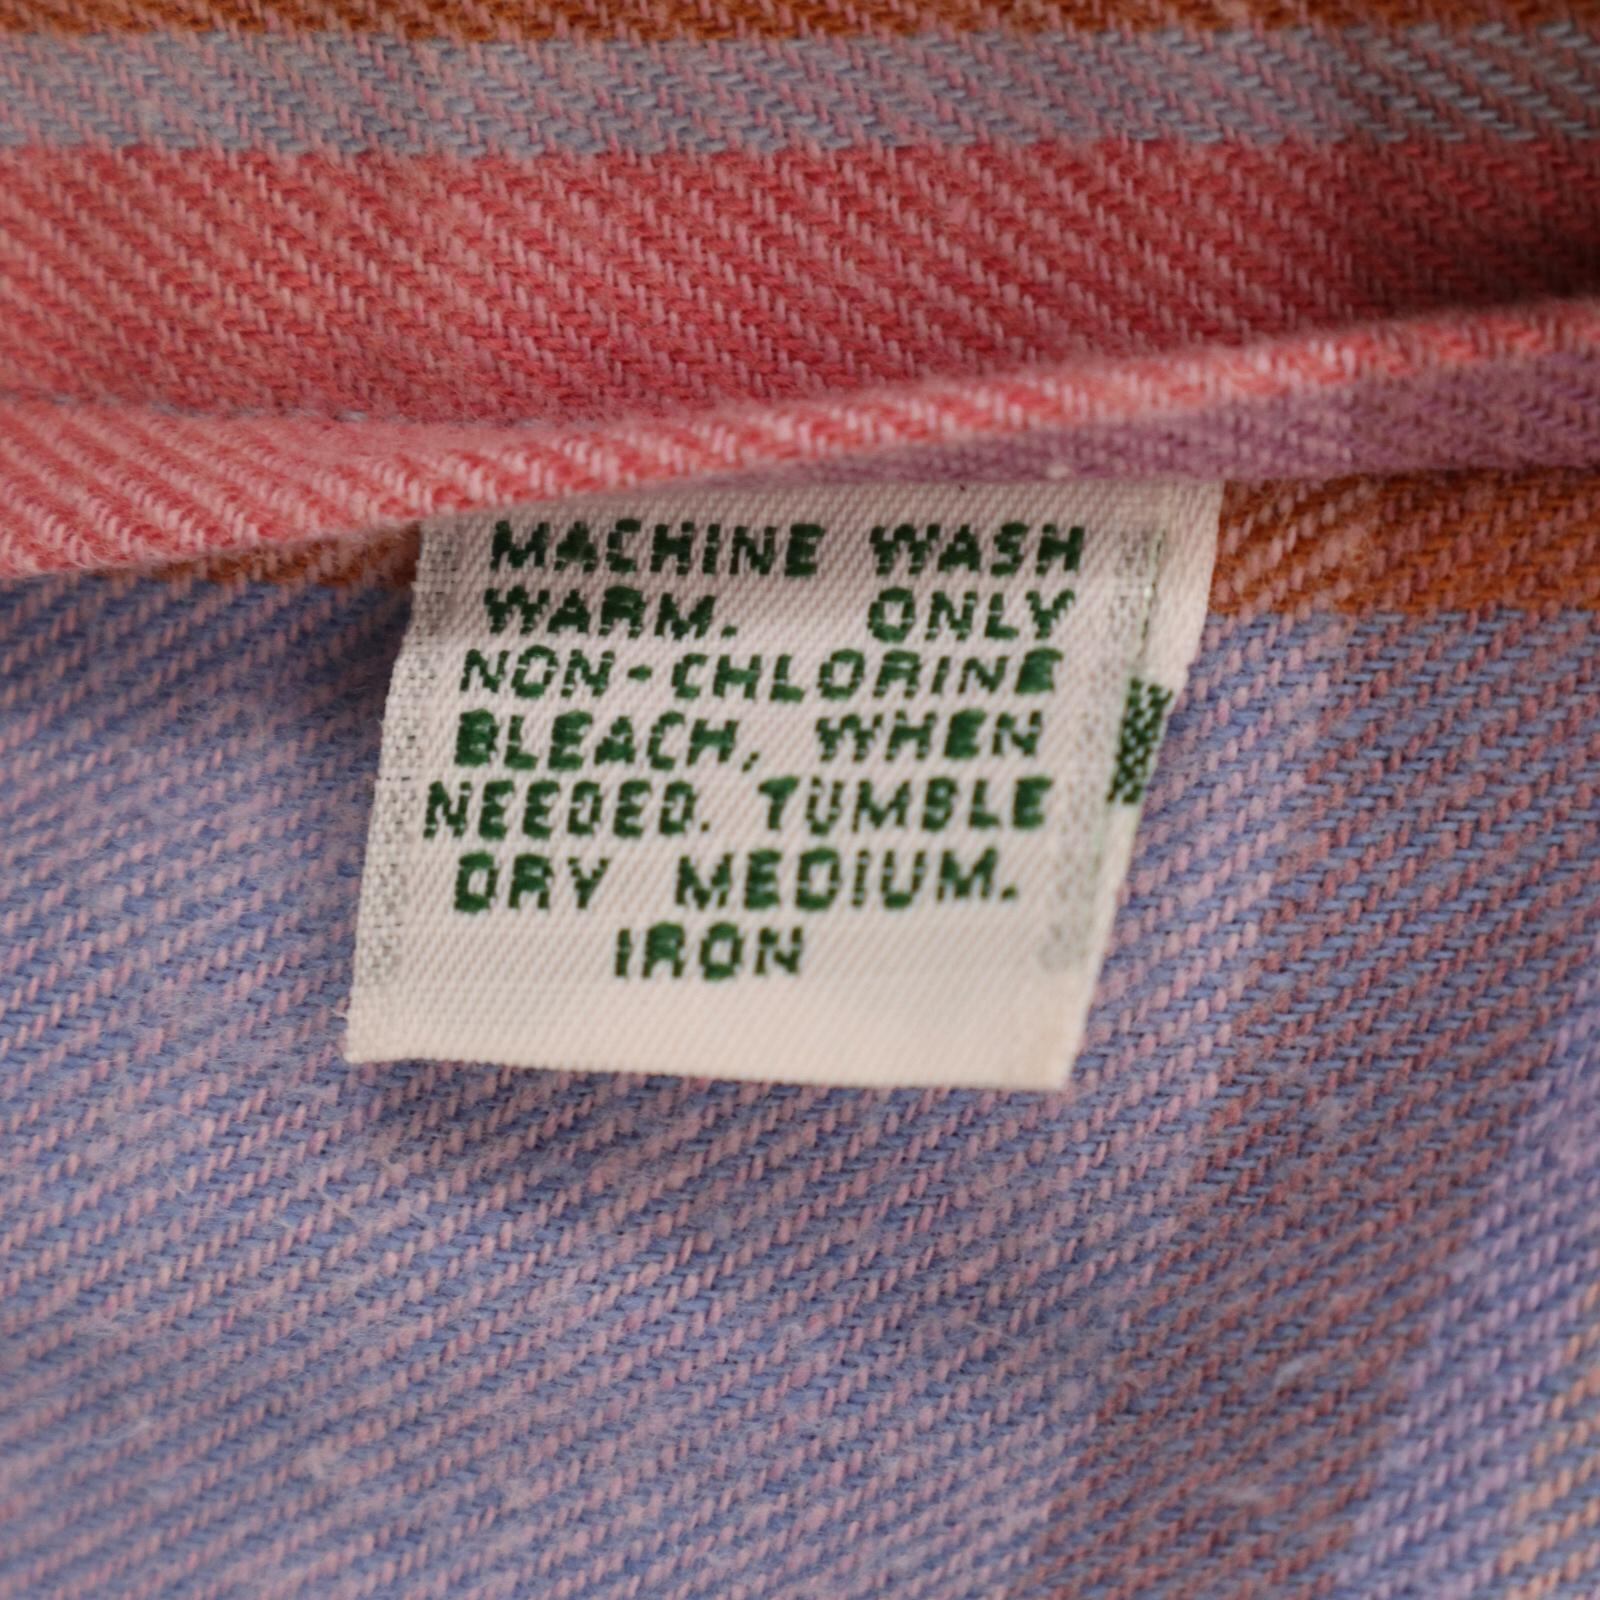 MACHINE WASH
WARM. ONLY
NON-CHLORINE
BLEACH, WHEN
NEEDED. TUMBLE
DRY MEDIUM.
IRON